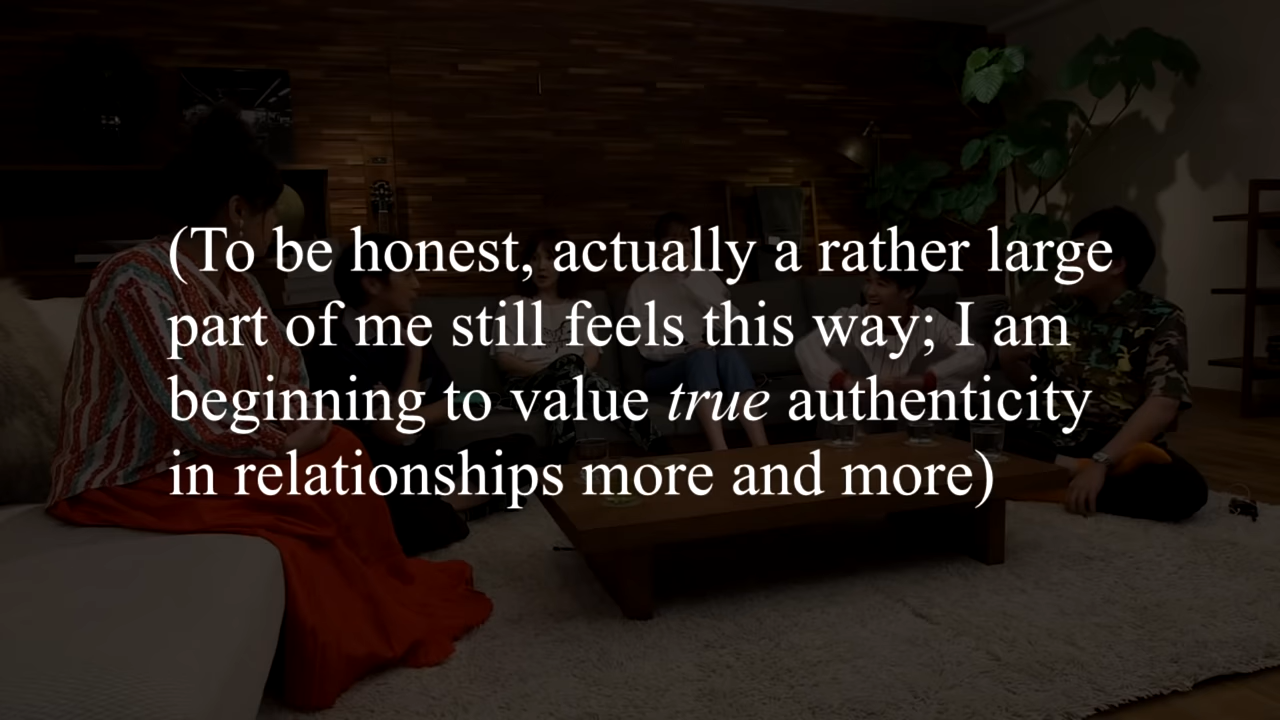 (To be honest, actually a rather large
part of me still feels this way; I am
beginning to value true authenticity
in relationships more and more)